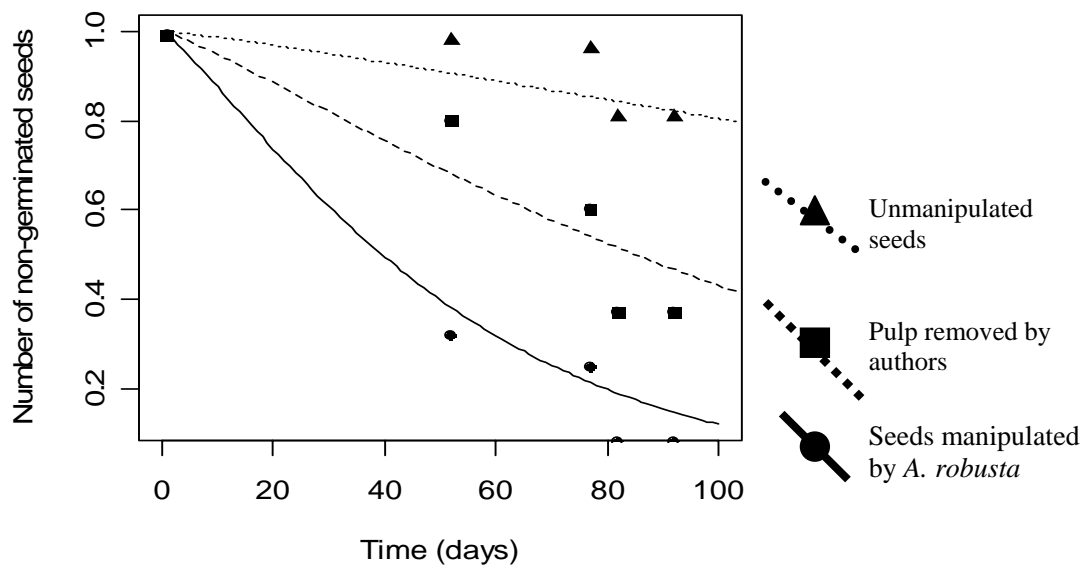 Number of non-germinated seeds
1.0
0.8
0.6
0.4
0.2
0 20 40 60 80 100
Time (days)
Unmanipulated
seeds
Pulp removed by
authors
Seeds manipulated
by A. robusta